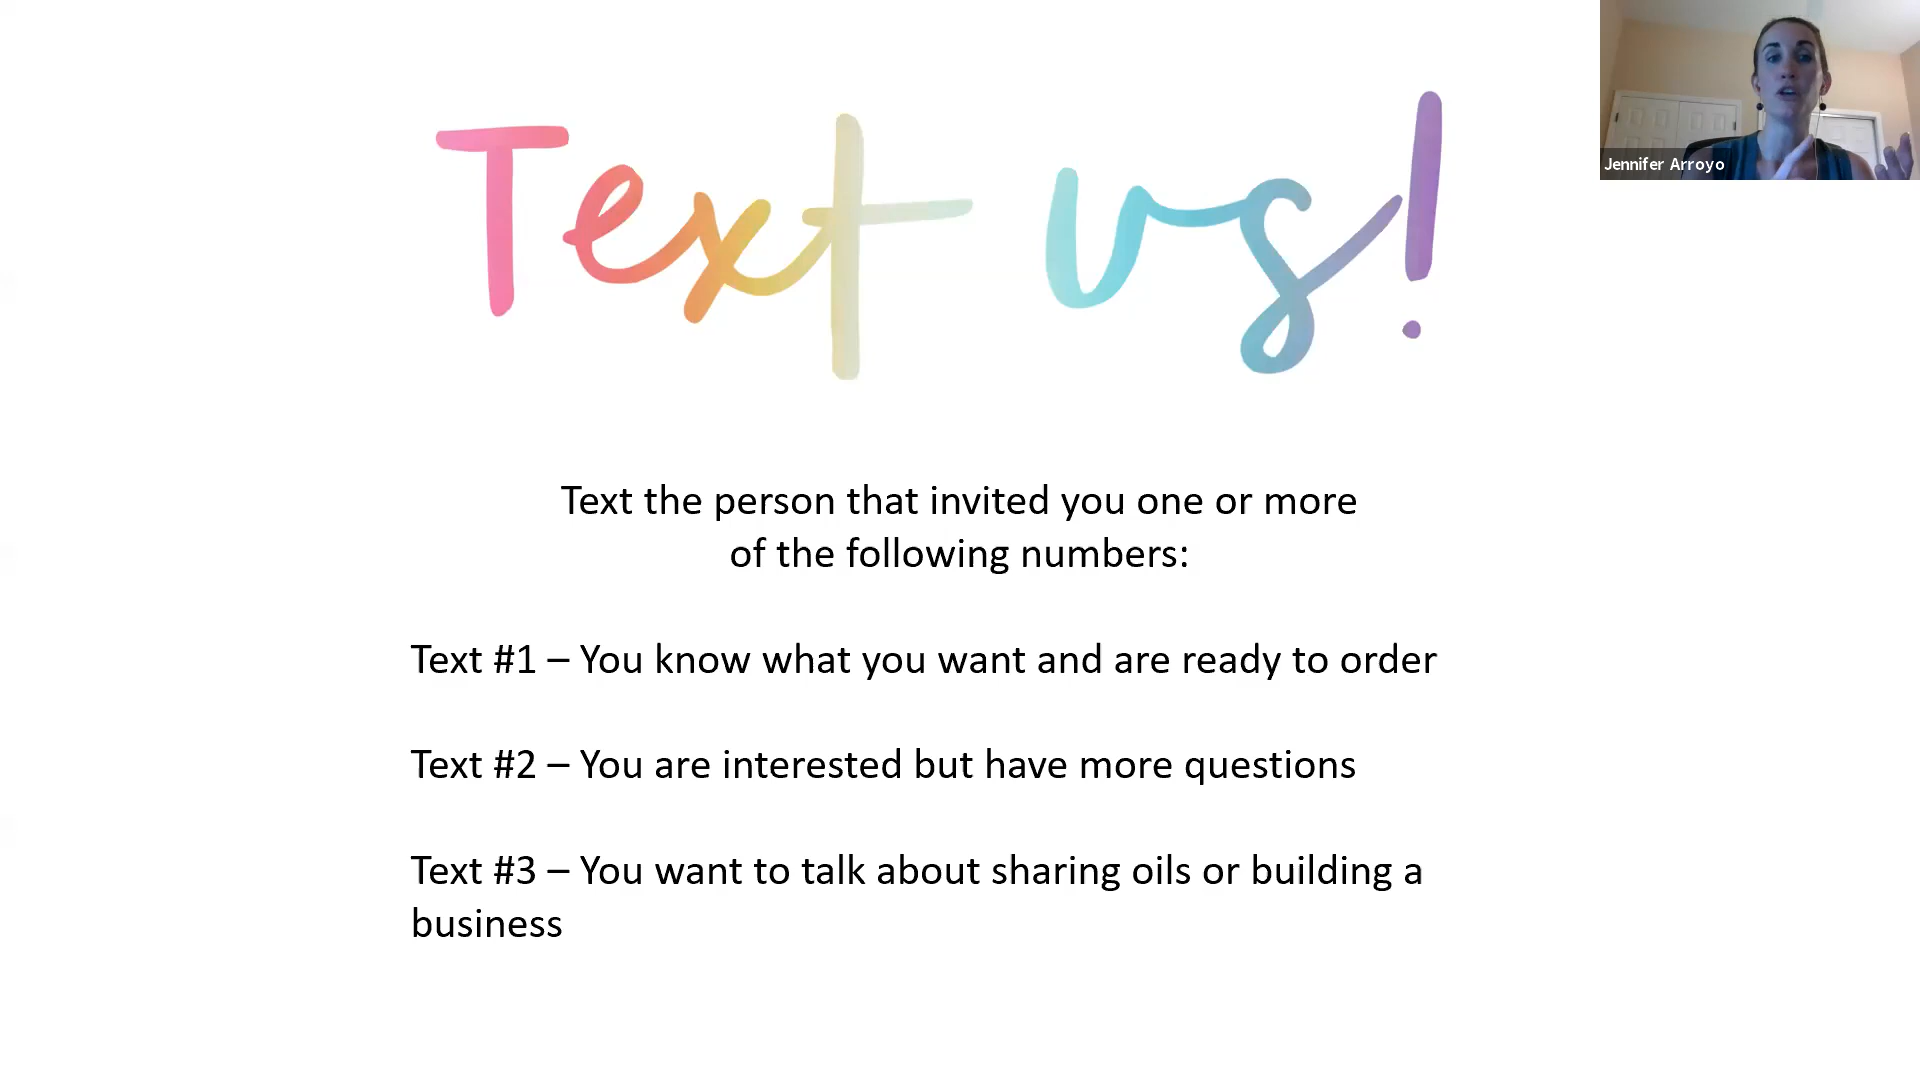 Text us!
Jennifer Arroyo
Text the person that invited you one or more
of the following numbers:
Text #1 – You know what you want and are ready to order
Text #2 – You are interested but have more questions
Text #3 – You want to talk about sharing oils or building a
business